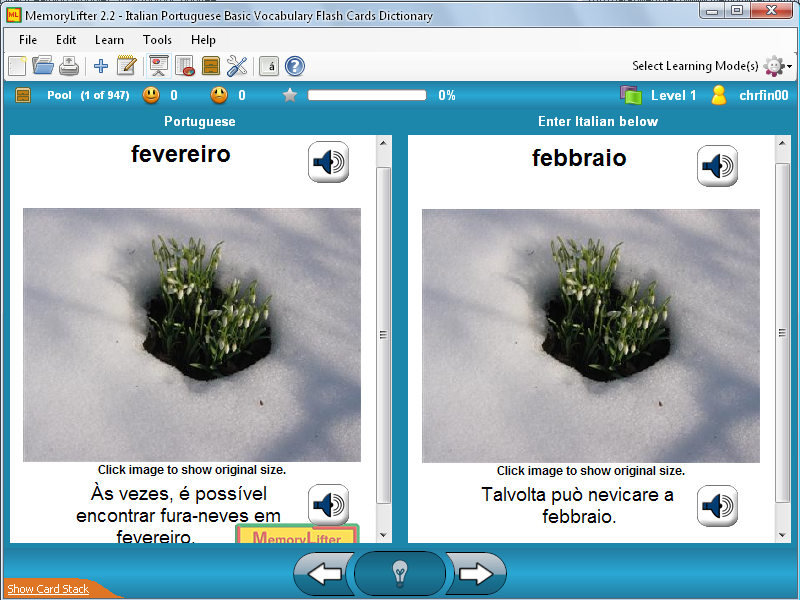 MemoryLifter 2.2 - Italian Portuguese Basic Vocabulary Flash Cards Dictionary
File Edit Learn Tools Help
á ? Select Learning Mode(s)
Pool (1 of 947) 0 0 0% Level 1 chrfin00
Portuguese
Enter Italian below
fevereiro
Click image to show original size.
Às vezes, é possível
encontrar fura-neves em
fevereiro.
MemoryLifter
febbraio
Click image to show original size.
Talvolta può nevicare a
febbraio.
Show Card Stack